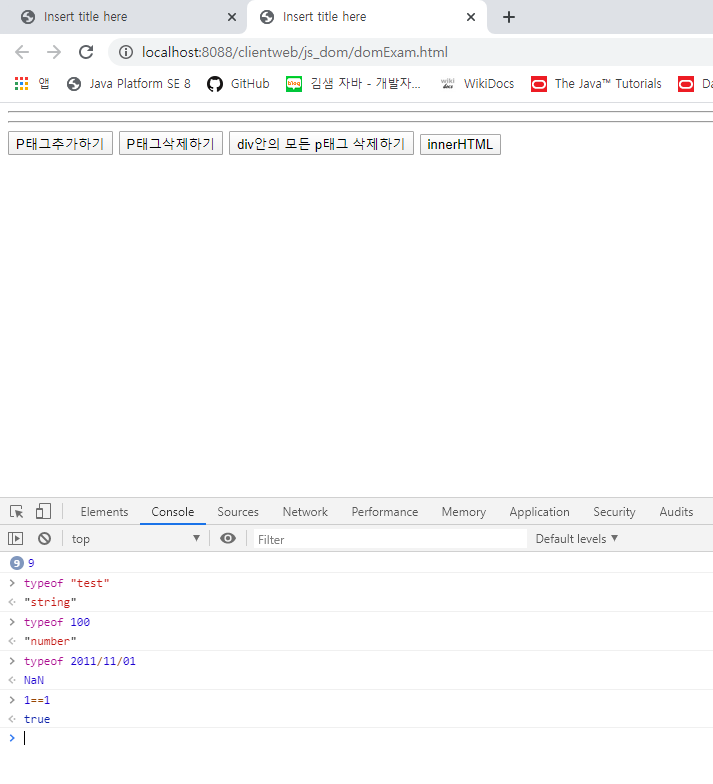 Insert title here
Insert title here
localhost:8088/clientweb/js_dom/domExam.html
앱 Java Platform SE 8 GitHub blog 김샘 자바 - 개발자... wiki WikiDocs The Java™ Tutorials Da
P태그추가하기 P태그삭제하기 div안의 모든 p태그 삭제하기 innerHTML
Elements Console Sources Network Performance Memory Application Security Audits
top Filter Default levels
9 9
typeof "test"
"string"
typeof 100
"number"
typeof 2011/11/01
NaN
1==1
true